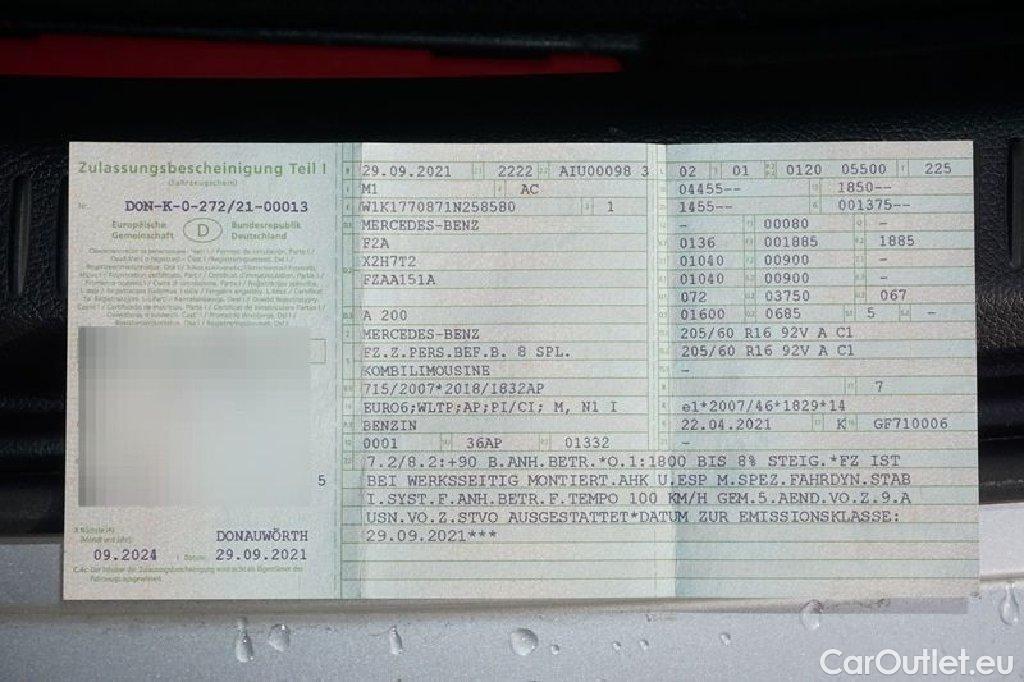 Zulassungsbescheinigung Teil I
(Fahrzeugschein)
Nr. DON-K-0-272/21-00013
Europäische Gemeinschaft D Bundesrepublik Deutschland
5
DONAUWÖRTH
09.2024 29.09.2021
29.09.2021 2222 AIU00098 3
M1 AC
W1K1770871N258580 1
MERCEDES-BENZ
F2A
X2H7T2
FZAA151A
A 200
MERCEDES-BENZ
FZ.Z.PERS.BEF.B. 8 SPL.
KOMBILIMOUSINE
715/2007*2018/1832AP
EURO6;WLTP;AP;PI/CI; M, N1 I
BENZIN
0001 36AP 01332
02 01 0120 05500 225
04455-- 1850--
1455-- 001375--
- 00080 -
0136 001885 1885
01040 00900 -
01040 00900 -
072 03750 067
01600 0685 5 -
205/60 R16 92V A C1
205/60 R16 92V A C1
-
- 7
e1*2007/46*1829*14
22.04.2021 K GF710006
-
7.2/8.2:+90 B.ANH.BETR.*O.1:1800 BIS 8% STEIG.*FZ IST
BEI WERKSSEITIG MONTIERT.AHK U.ESP M.SPEZ.FAHRDYN.STAB
I.SYST.F.ANH.BETR.F.TEMPO 100 KM/H GEM.5.AEND.VO.Z.9.A
USN.VO.Z.STVO AUSGESTATTET*DATUM ZUR EMISSIONSKLASSE:
29.09.2021***
CarOutlet.eu